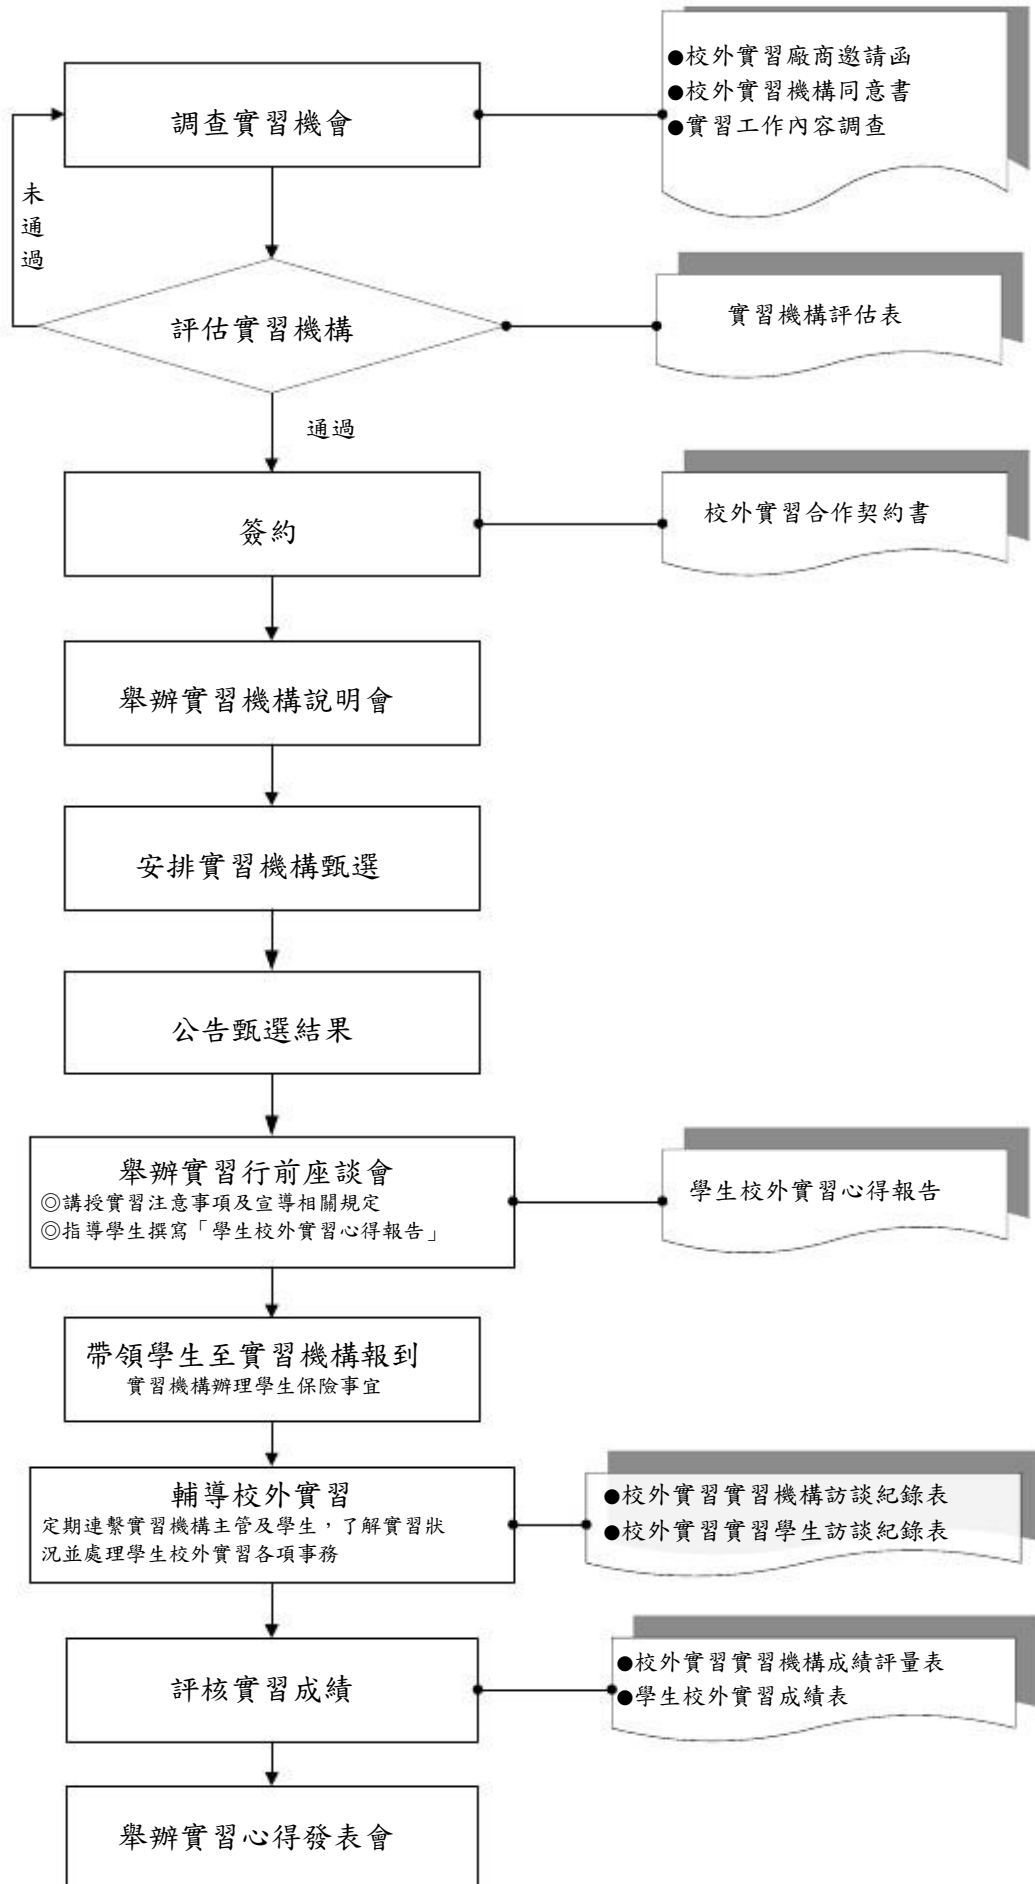 ●校外實習廠商邀請函
●校外實習機構同意書
●實習工作內容調查
調查實習機會
未
通
過
評估實習機構
實習機構評估表
通過
簽約
校外實習合作契約書
舉辦實習機構說明會
安排實習機構甄選
公告甄選結果
舉辦實習行前座談會
◎講授實習注意事項及宣導相關規定
◎指導學生撰寫「學生校外實習心得報告」
學生校外實習心得報告
帶領學生至實習機構報到
實習機構辦理學生保險事宜
輔導校外實習
定期連繫實習機構主管及學生，了解實習狀
況並處理學生校外實習各項事務
●校外實習實習機構訪談紀錄表
●校外實習實習學生訪談紀錄表
評核實習成績
●校外實習實習機構成績評量表
●學生校外實習成績表
舉辦實習心得發表會